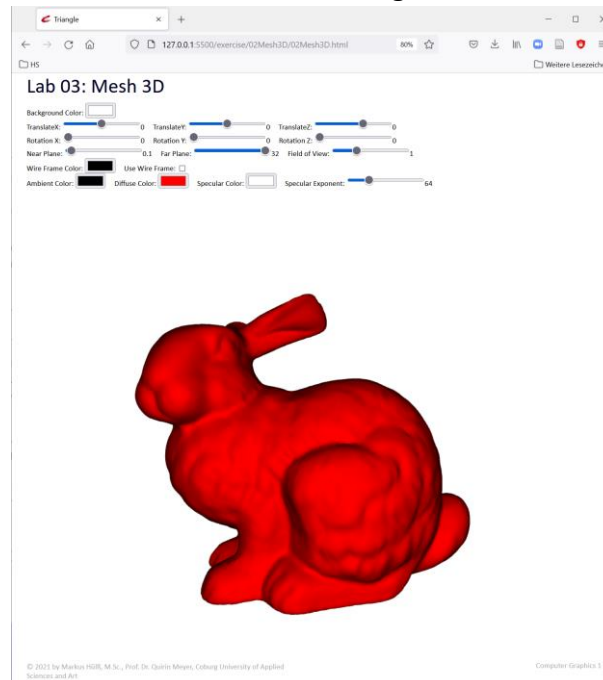 Triangle
127.0.0.1:5500/exercise/02Mesh3D/02Mesh3D.html 80%
HS Weitere Lesezeiche
Lab 03: Mesh 3D
Background Color:
TranslateX: 0 TranslateY: 0 TranslateZ: 0
Rotation X: 0 Rotation Y: 0 Rotation Z: 0
Near Plane: 0.1 Far Plane: 32 Field of View: 1
Wire Frame Color: Use Wire Frame:
Ambient Color: Diffuse Color: Specular Color: Specular Exponent: 64
© 2021 by Markus Hßfß, M.Sc., Prof. Dr. Quirin Meyer, Coburg University of Applied Computer Graphics 1
Sciences and Art